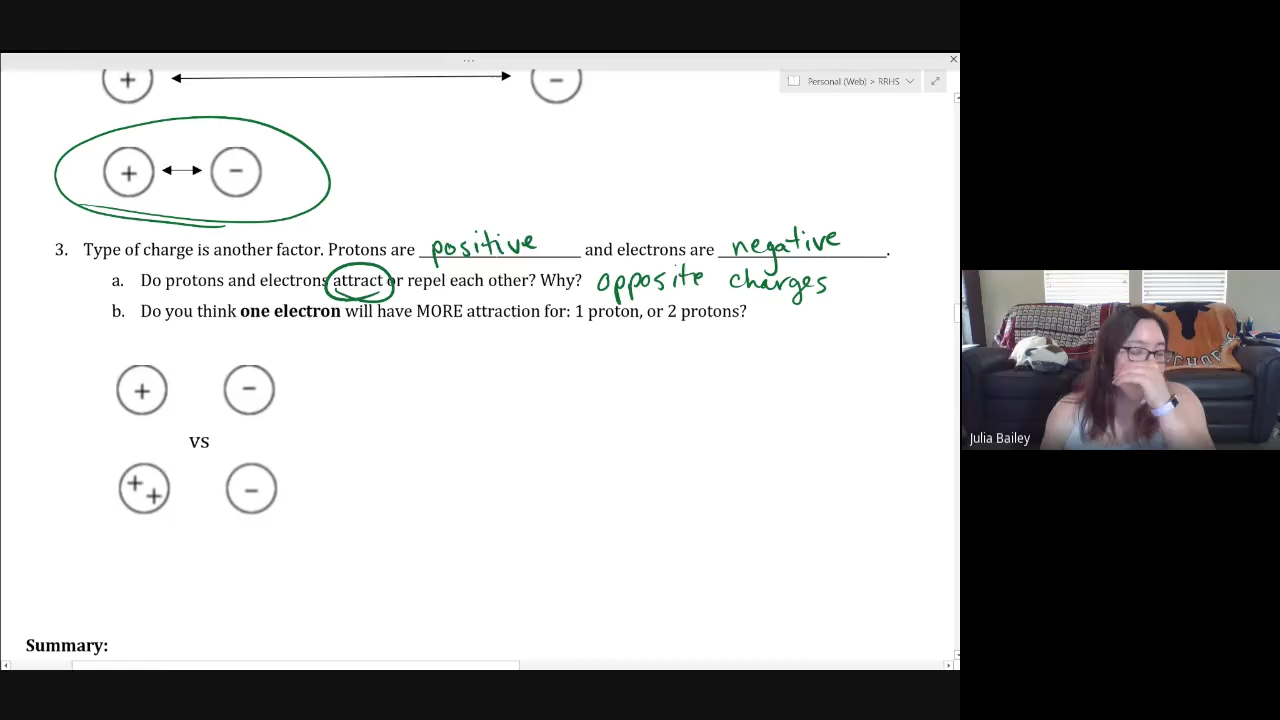 + −
Personal (Web) > RRHS
+ −
3. Type of charge is another factor. Protons are positive and electrons are negative.
a. Do protons and electrons attract or repel each other? Why? opposite charges
b. Do you think one electron will have MORE attraction for: 1 proton, or 2 protons?
+ −
VS
+ + −
Julia Bailey
Summary: